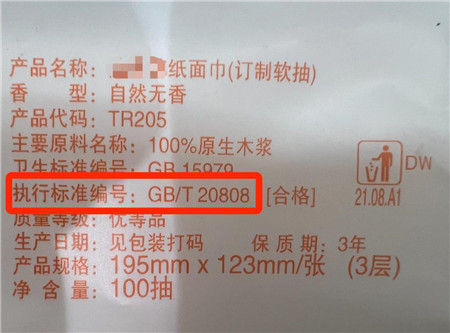 产品名称：纸面巾(订制软抽)
香 型：自然无香
产品代码：TR205
主要原料名称：100%原生木浆
卫生标准编号：GB 15979
执行标准编号：GB/T 20808 [合格]
质量等级：优等品
生产日期：见包装打码 保质期：3年
产品规格：195mm x 123mm/张 (3层)
净含量：100抽
DW
21.08.A1